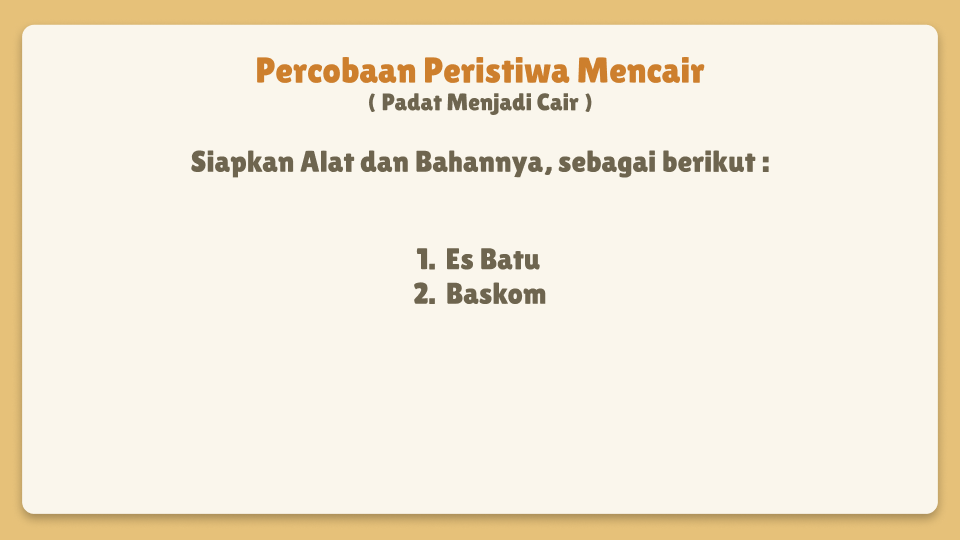 Percobaan Peristiwa Mencair
( Padat Menjadi Cair )
Siapkan Alat dan Bahannya, sebagai berikut :
1. Es Batu
2. Baskom